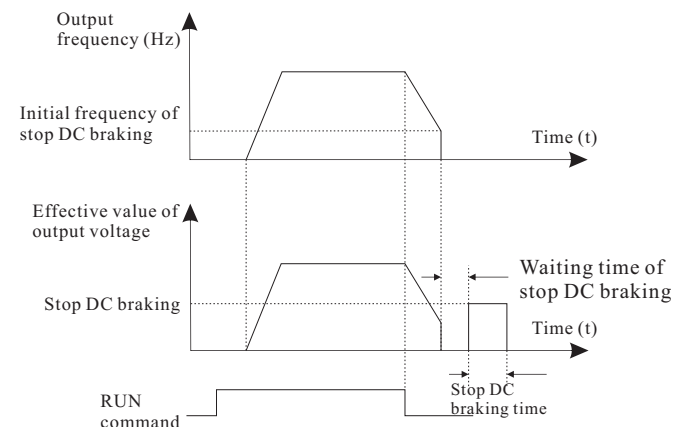 Output
frequency (Hz)
Initial frequency of
stop DC braking
Time (t)
Effective value of
output voltage
Waiting time of
stop DC braking
Stop DC braking
Time (t)
Stop DC
braking time
RUN
command